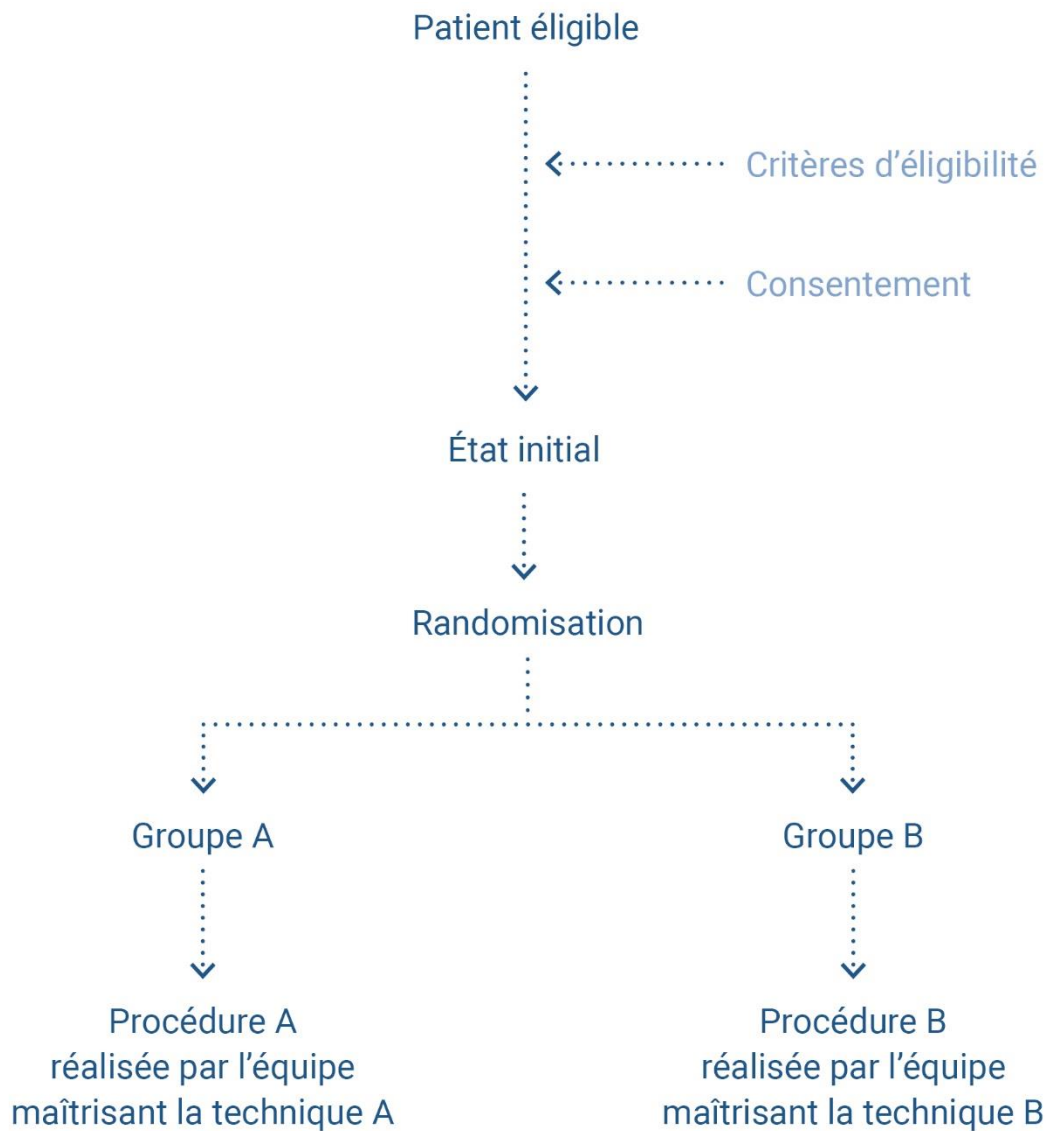 Patient éligible
Critères d'éligibilité
Consentement
État initial
Randomisation
Groupe A
Groupe B
Procédure A
réalisée par l'équipe
maîtrisant la technique A
Procédure B
réalisée par l'équipe
maîtrisant la technique B